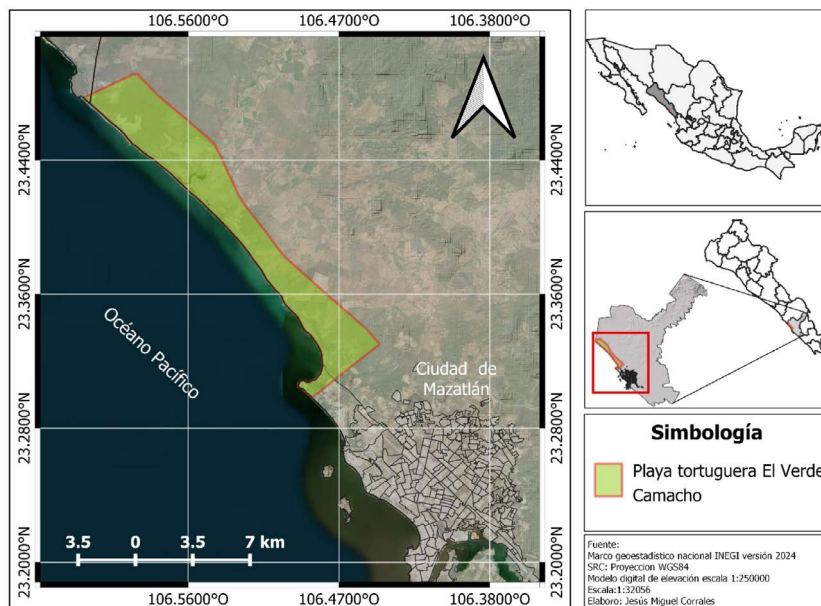 106.5600°O 106.4700°O 106.3800°O
23.4400°N 23.4400°N
23.3600°N 23.3600°N
Océano Pacífico
Ciudad de
Mazatlán
23.2800°N 23.2800°N
3.5 0 3.5 7 km
23.2000°N 23.2000°N
106.5600°O 106.4700°O 106.3800°O
Simbología
Playa tortuguera El Verde
Camacho
Fuente:
Marco geoestadistico nacional INEGI versión 2024
SRC: Proyeccion WGS84
Modelo digital de elevación escala 1:250000
Escala:1:32056
Elaboro: Jesús Miguel Corrales